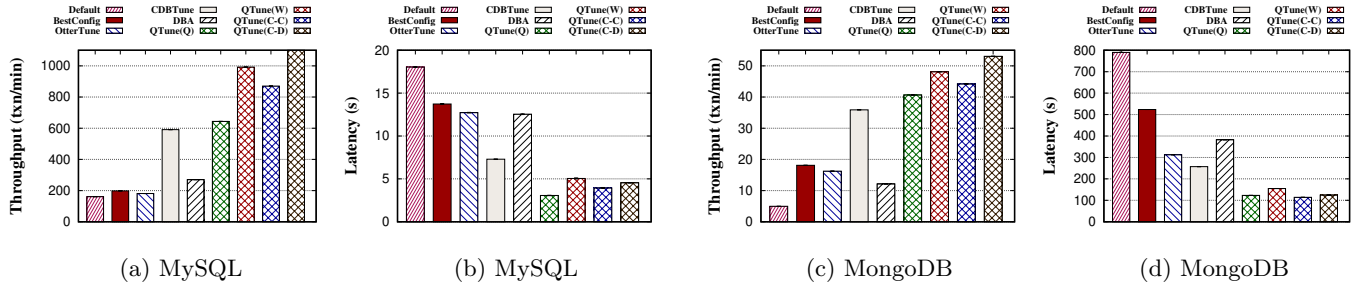 Default CDBTune QTune(W)
BestConfig DBA QTune(C-C)
OtterTune QTune(Q) QTune(C-D)
Throughput (txn/min)
1000
800
600
400
200
0
(a) MySQL
Default CDBTune QTune(W)
BestConfig DBA QTune(C-C)
OtterTune QTune(Q) QTune(C-D)
Latency (s)
20
15
10
5
0
(b) MySQL
Default CDBTune QTune(W)
BestConfig DBA QTune(C-C)
OtterTune QTune(Q) QTune(C-D)
Throughput (txn/min)
50
40
30
20
10
0
(c) MongoDB
Default CDBTune QTune(W)
BestConfig DBA QTune(C-C)
OtterTune QTune(Q) QTune(C-D)
Latency (s)
800
700
600
500
400
300
200
100
0
(d) MongoDB